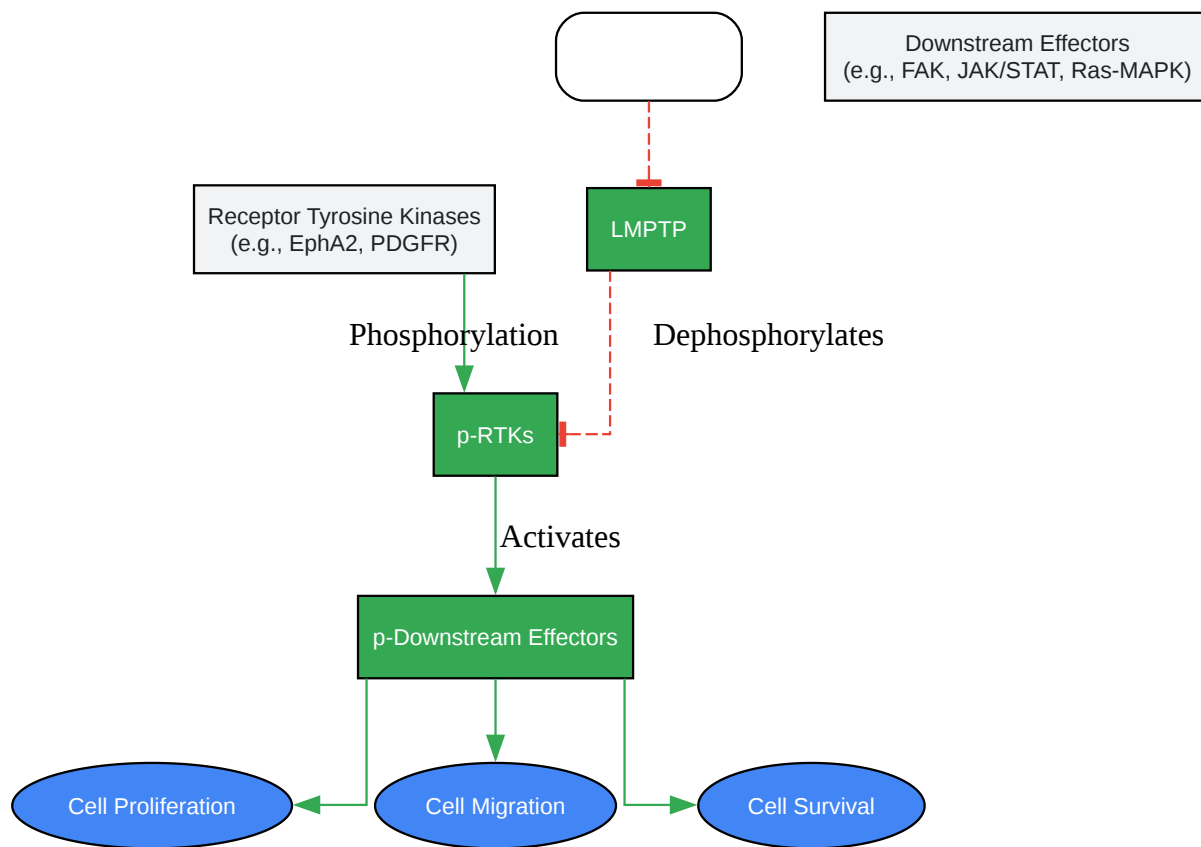 Downstream Effectors
(e.g., FAK, JAK/STAT, Ras-MAPK)
Receptor Tyrosine Kinases
(e.g., EphA2, PDGFR)
LMPTP
Phosphorylation
Dephosphorylates
p-RTKs
Activates
p-Downstream Effectors
Cell Proliferation
Cell Migration
Cell Survival